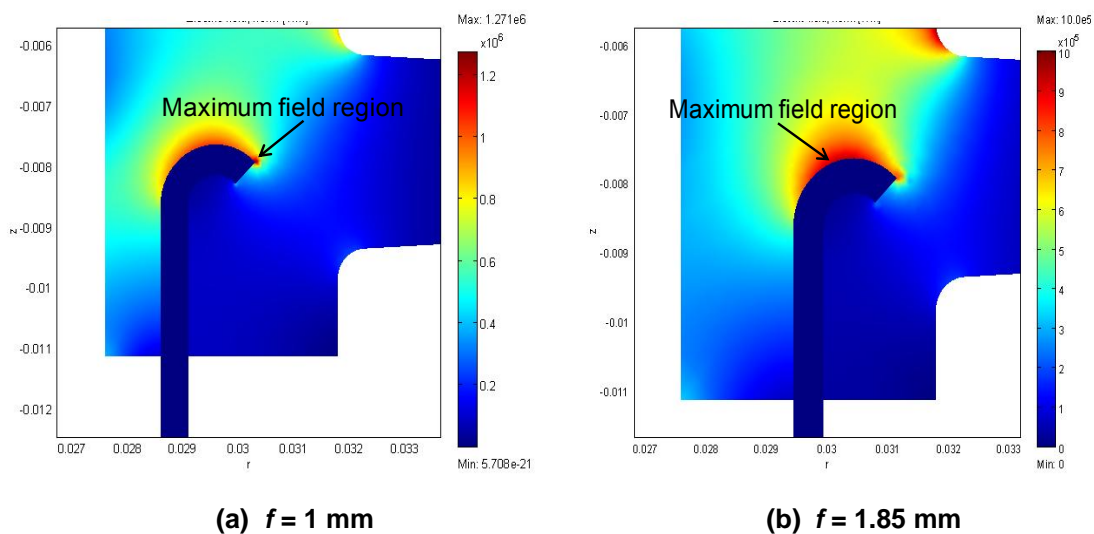 Max: 1.271e6
x10⁶
-0.006
-0.007
-0.008
-0.009
-0.01
-0.011
-0.012
z
Maximum field region
1.2
1
0.8
0.6
0.4
0.2
0.027 0.028 0.029 0.03 0.031 0.032 0.033
r
Min: 5.708e-21
(a) f = 1 mm
Max: 10.0e5
x10⁵
-0.006
-0.007
-0.008
-0.009
-0.01
-0.011
z
Maximum field region
10
9
8
7
6
5
4
3
2
1
0
0.027 0.028 0.029 0.03 0.031 0.032 0.033
r
Min: 0
(b) f = 1.85 mm